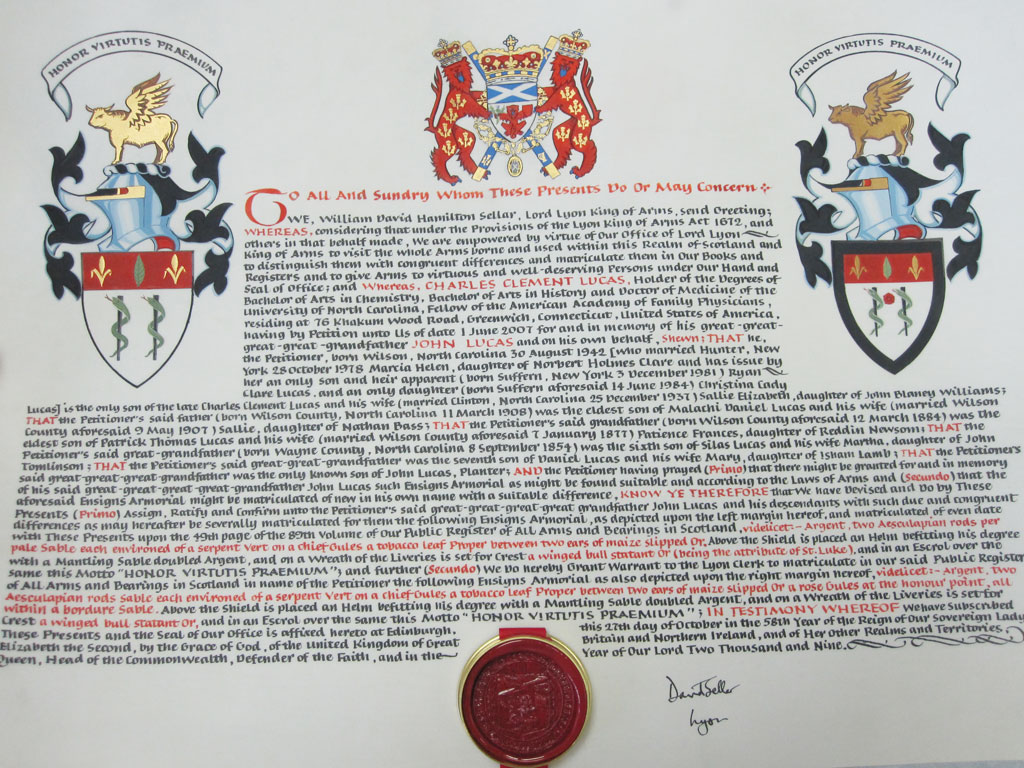 HONOR VIRTUTIS PRAEMIUM
HONOR VIRTUTIS PRAEMIUM
To All And Sundry Whom These Presents Do Or May Concern
WE, William David Hamilton Sellar, Lord Lyon King of Arms, send Greeting;
WHEREAS, considering that under the Provisions of the Lyon King of Arms Act 1672, and
others in that behalf made, We are empowered by virtue of Our Office of Lord Lyon
King of Arms to visit the whole Arms borne and used within this Realm of Scotland and
to distinguish them with congruent differences and matriculate them in Our Books and
Registers and to give Arms to virtuous and well-deserving Persons under Our Hand and
Seal of Office; and Whereas, CHARLES CLEMENT LUCAS, Holder of the Degrees of
Bachelor of Arts in Chemistry, Bachelor of Arts in History and Doctor of Medicine of the
University of North Carolina, Fellow of the American Academy of Family Physicians,
residing at 76 Khakum Wood Road, Greenwich, Connecticut, United States of America,
having by Petition unto Us of date 1 June 2007 for and in memory of his great-great-
great-great-grandfather JOHN LUCAS and on his own behalf, Shewn; THAT he,
the Petitioner, born Wilson, North Carolina 30 August 1942 [who married Hunter, New
York 28 October 1978 Marcia Helen, daughter of Norbert Holmes Clare and has issue by
her an only son and heir apparent (born Suffern, New York 3 December 1981) Ryan
Clare Lucas, and an only daughter (born Suffern aforesaid 14 June 1984) Christina Cady
Lucas] is the only son of the late Charles Clement Lucas and his wife (married Clinton, North Carolina 25 December 1937) Sallie Elizabeth, daughter of John Blaney Williams;
THAT the Petitioner's said father (born Wilson County, North Carolina 11 March 1908) was the eldest son of Malachi Daniel Lucas and his wife (married Wilson
County aforesaid 9 May 1907) Sallie, daughter of Nathan Bass; THAT the Petitioner's said grandfather (born Wilson County aforesaid 12 March 1884) was the
eldest son of Patrick Thomas Lucas and his wife (married Wilson County aforesaid 7 January 1877) Patience Frances, daughter of Reddin Newsom; THAT the
Petitioner's said great-grandfather (born Wayne County, North Carolina 8 September 1854) was the sixth son of Silas Lucas and his wife Martha, daughter of John
Tomlinson; THAT the Petitioner's said great-great-grandfather was the seventh son of Daniel Lucas and his wife Mary, daughter of Isham Lamb; THAT the Petitioner's
said great-great-great-grandfather was the only known son of John Lucas, Planter; AND the Petitioner having prayed (Primo) that there might be granted for and in memory
of his said great-great-great-great-grandfather John Lucas such Ensigns Armorial as might be found suitable and according to the Laws of Arms and (Secundo) that the
aforesaid Ensigns Armorial might be matriculated of new in his own name with a suitable difference, KNOW YE THEREFORE that We have Devised and Do by These
Presents (Primo) Assign, Ratify and Confirm unto the Petitioner's said great-great-great-great grandfather John Lucas and his descendants with such due and congruent
differences as may hereafter be severally matriculated for them the following Ensigns Armorial, as depicted upon the left margin hereof, and matriculated of even date
with These Presents upon the 49th page of the 89th Volume of Our Public Register of All Arms and Bearings in Scotland, videlicet:- Argent, two Aesculapian rods per
pale Sable each environed of a serpent Vert on a chief Gules a tobacco leaf Proper between two ears of maize slipped Or. Above the Shield is placed an Helm befitting his degree
with a Mantling Sable doubled Argent, and on a Wreath of the Liveries is set for Crest a winged bull statant Or (being the attribute of St. Luke), and in an Escrol over the
same this Motto "HONOR VIRTUTIS PRAEMIUM"; and further (Secundo) We do hereby Grant Warrant to the Lyon Clerk to matriculate in our said Public Register
of All Arms and Bearings in Scotland in name of the Petitioner the following Ensigns Armorial as also depicted upon the right margin hereof, videlicet:- Argent, two
Aesculapian rods Sable each environed of a serpent Vert on a chief Gules a tobacco leaf Proper between two ears of maize slipped Or a rose Gules at the honour point, all
within a bordure Sable. Above the Shield is placed an Helm befitting his degree with a Mantling Sable doubled Argent, and on a Wreath of the Liveries is set for
Crest a winged bull statant Or, and in an Escrol over the same this Motto "HONOR VIRTUTIS PRAEMIUM"; IN TESTIMONY WHEREOF We have Subscribed
These Presents and the Seal of Our Office is affixed hereto at Edinburgh, this 27th day of October in the 58th Year of the Reign of Our Sovereign Lady
Elizabeth the Second, by the Grace of God, of the United Kingdom of Great Britain and Northern Ireland, and of Her Other Realms and Territories,
Queen, Head of the Commonwealth, Defender of the Faith, and in the Year of Our Lord Two Thousand and Nine.
David Sellar
Lyon